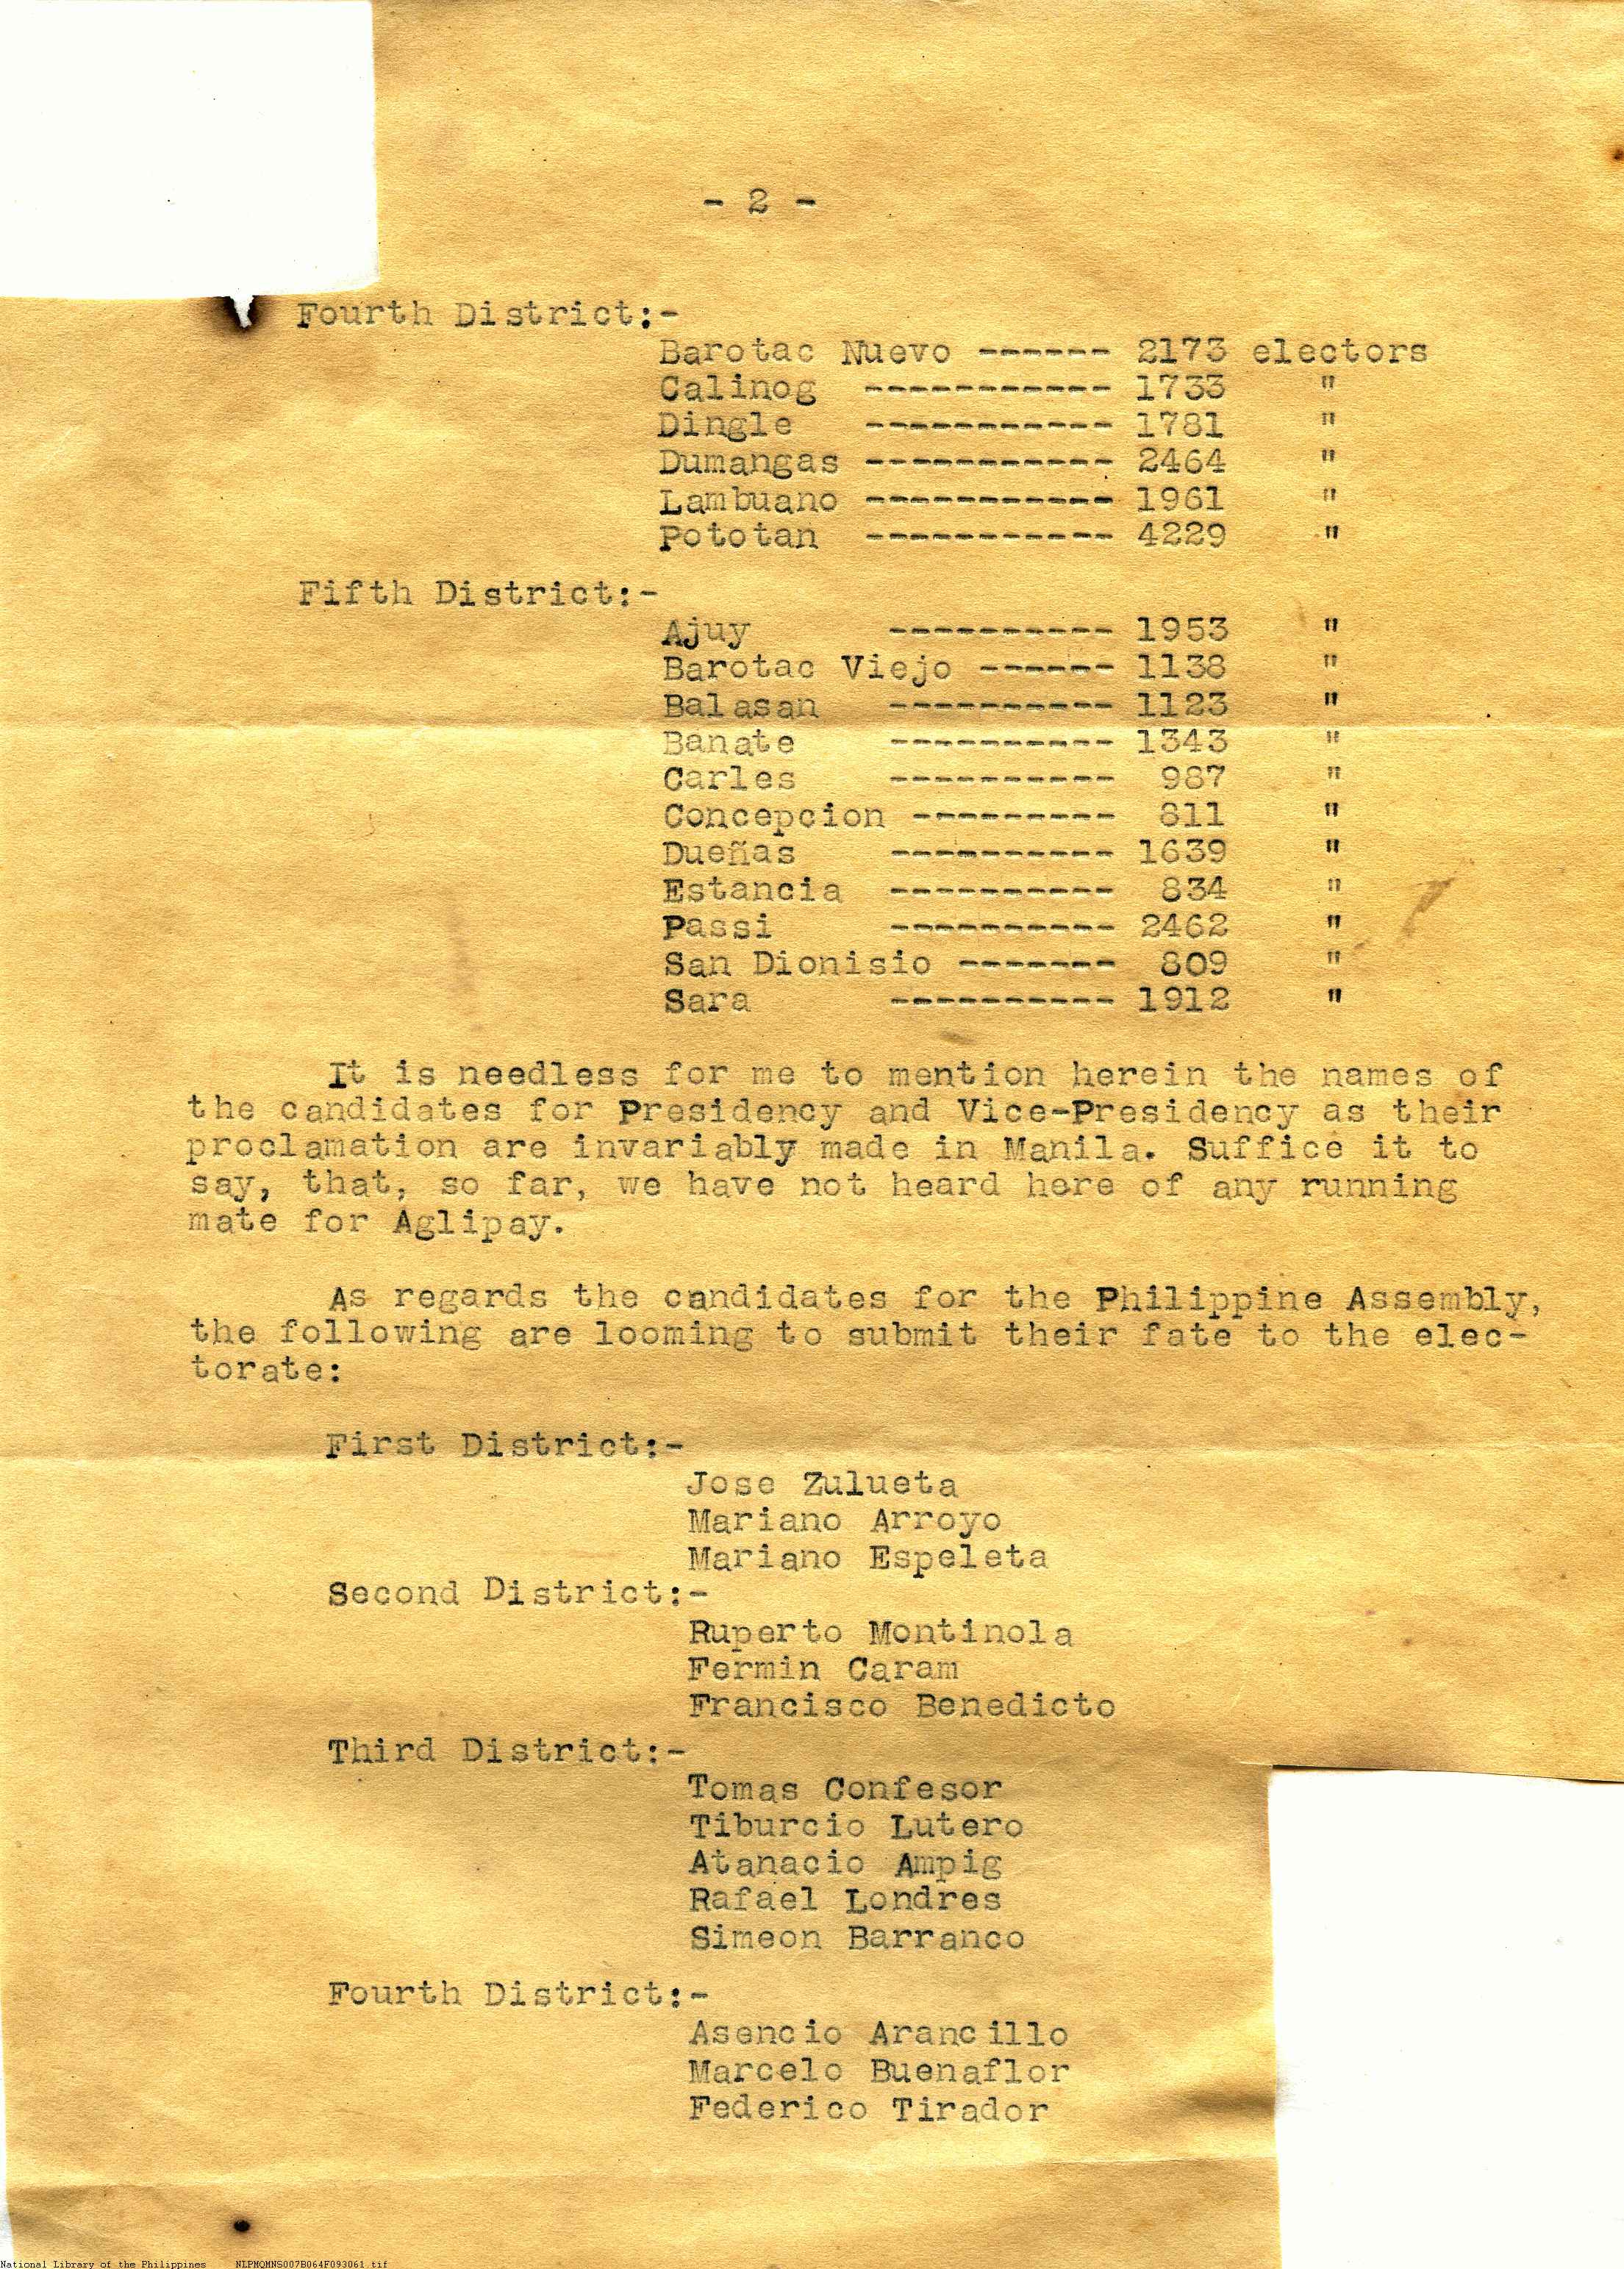 - 2 -
Fourth District:-
Barotac Nuevo ------ 2173 electors
Calinog ----------- 1733 "
Dingle ----------- 1781 "
Dumangas ----------- 2464 "
Lambuano ----------- 1961 "
Pototan ----------- 4229 "
Fifth District:-
Ajuy ---------- 1953 "
Barotac Viejo ------ 1138 "
Balasan ---------- 1123 "
Banate ---------- 1343 "
Carles ---------- 987 "
Concepcion --------- 811 "
Dueñas ---------- 1639 "
Estancia ---------- 834 "
Passi ---------- 2462 "
San Dionisio ------- 809 "
Sara ---------- 1912 "
It is needless for me to mention herein the names of
the candidates for Presidency and Vice-Presidency as their
proclamation are invariably made in Manila. Suffice it to
say, that, so far, we have not heard here of any running
mate for Aglipay.
As regards the candidates for the Philippine Assembly,
the following are looming to submit their fate to the elec-
torate:
First District:-
Jose Zulueta
Mariano Arroyo
Mariano Espeleta
Second District:-
Ruperto Montinola
Fermin Caram
Francisco Benedicto
Third District:-
Tomas Confesor
Tiburcio Lutero
Atanacio Ampig
Rafael Londres
Simeon Barranco
Fourth District:-
Asencio Arancillo
Marcelo Buenaflor
Federico Tirador
National Library of the Philippines NLPMQMNS007B064F093061.tif